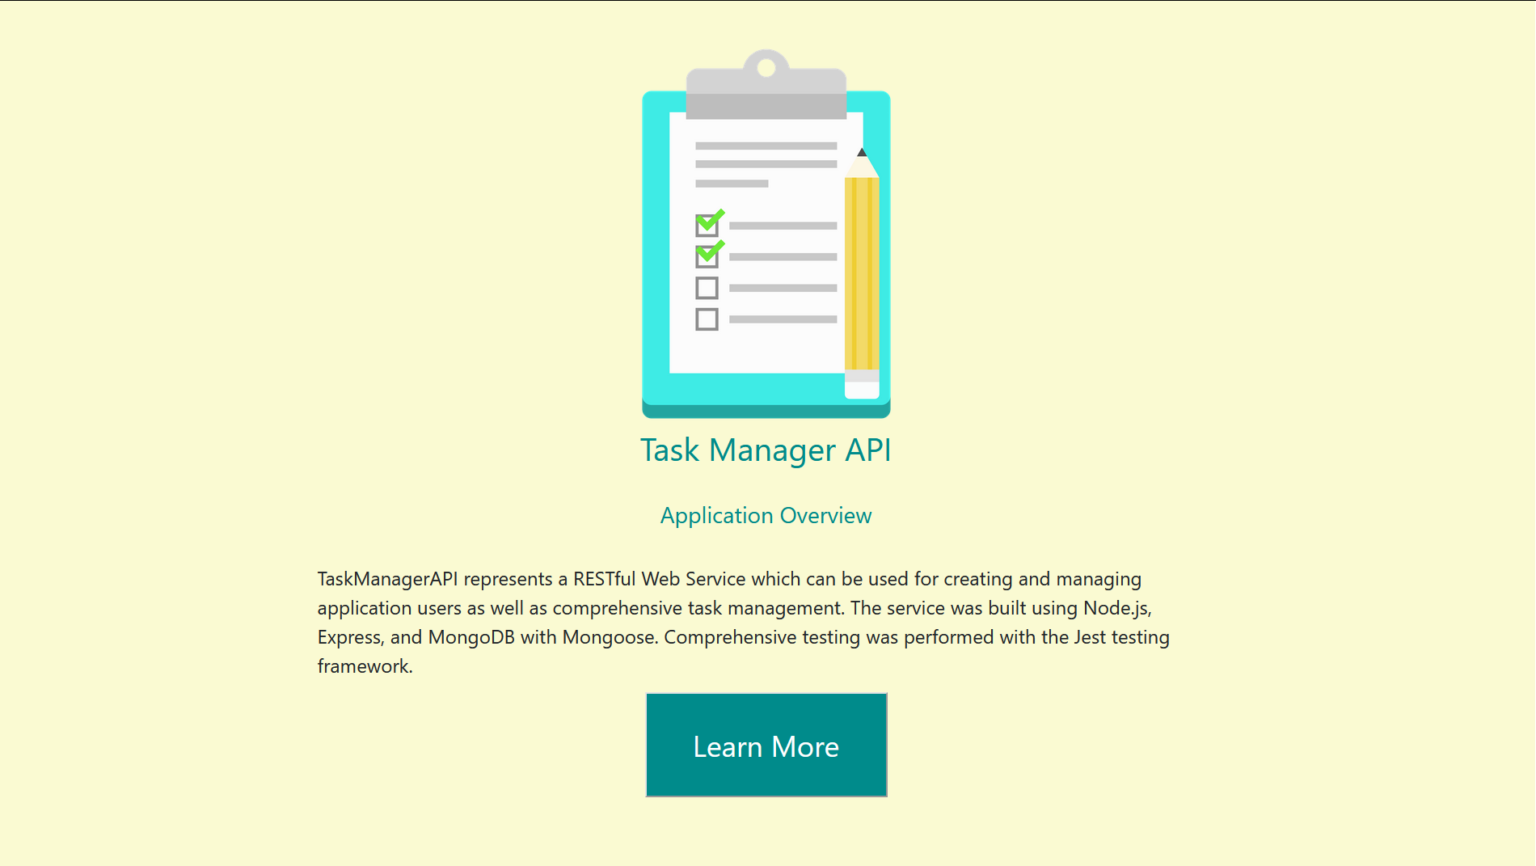 Task Manager API
Application Overview
TaskManagerAPI represents a RESTful Web Service which can be used for creating and managing
application users as well as comprehensive task management. The service was built using Node.js,
Express, and MongoDB with Mongoose. Comprehensive testing was performed with the Jest testing
framework.
Learn More